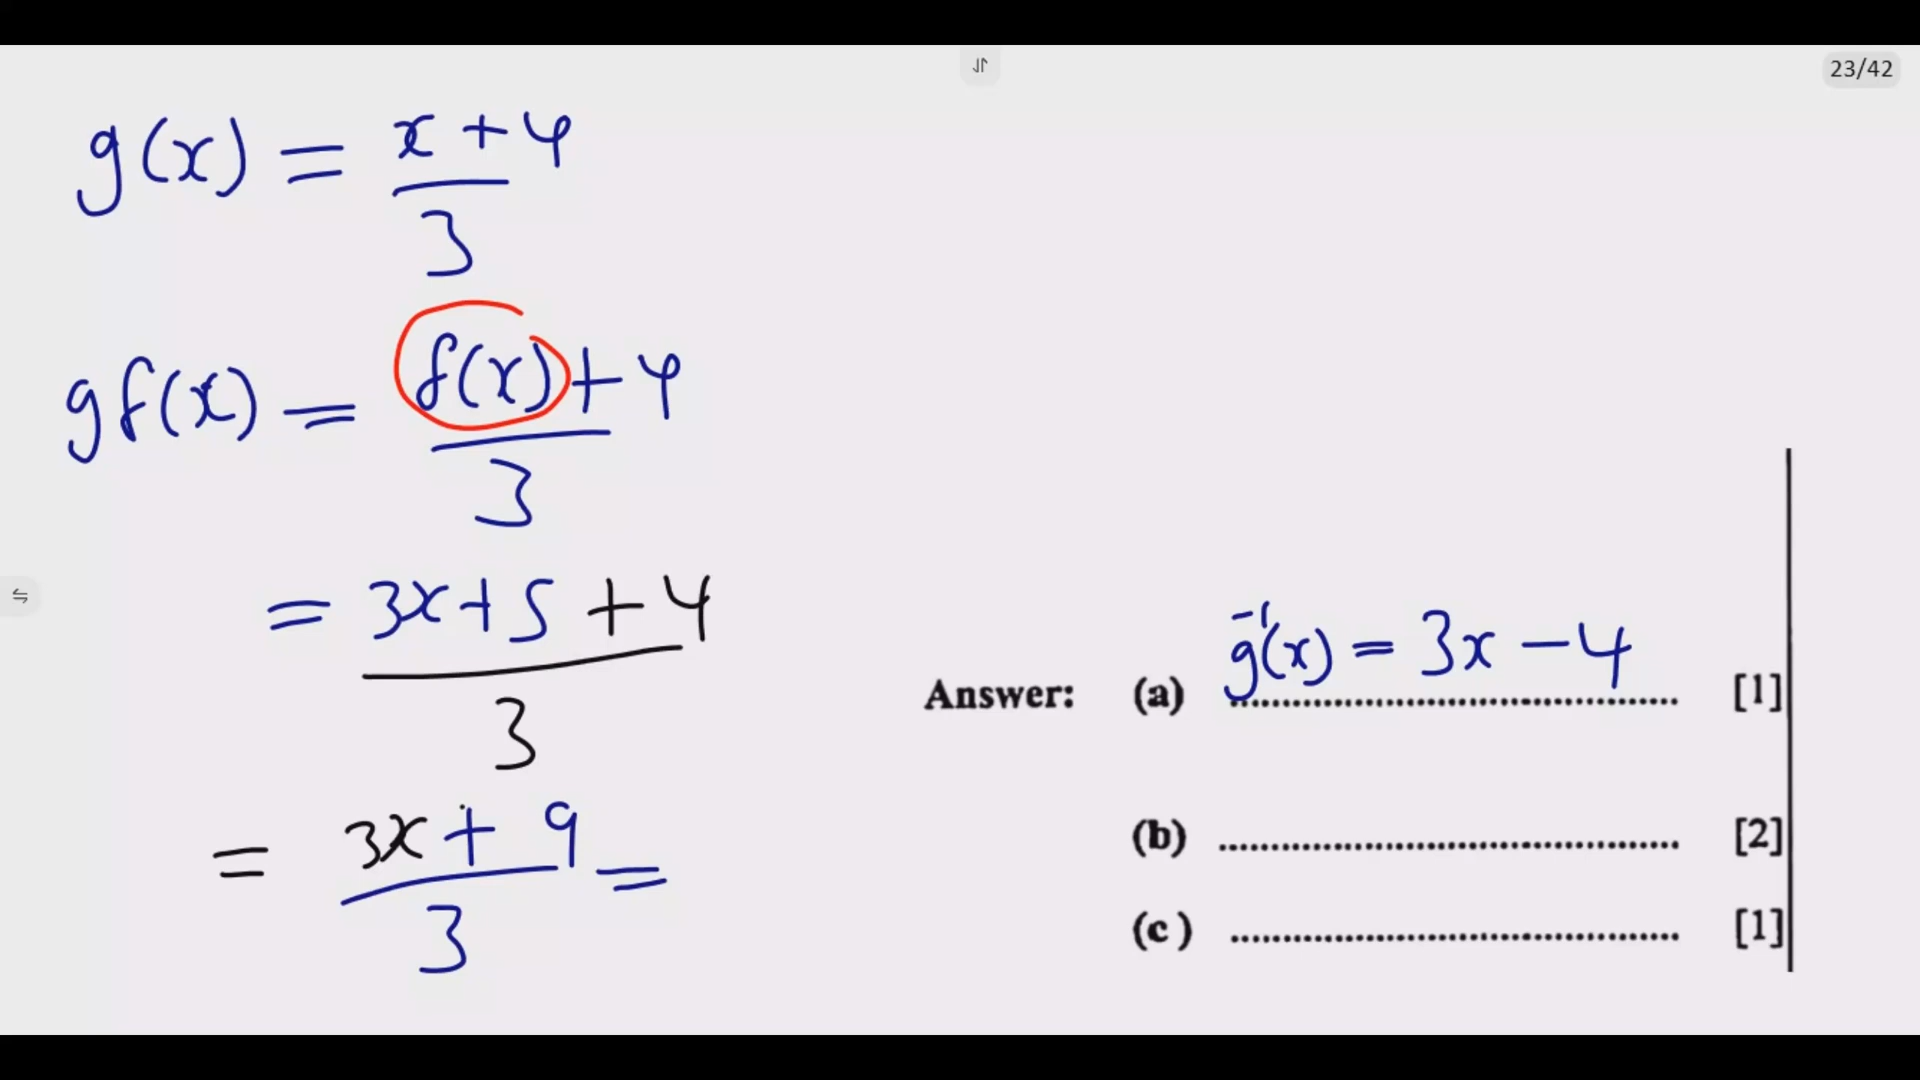 23/42
g(x) = x + 4
3
gf(x) = f(x) + 4
3
= 3x + 5 + 4
3
= 3x + 9 =
3
Answer: (a) g⁻¹(x) = 3x - 4 [1]
(b) ........................................ [2]
(c ) ........................................ [1]